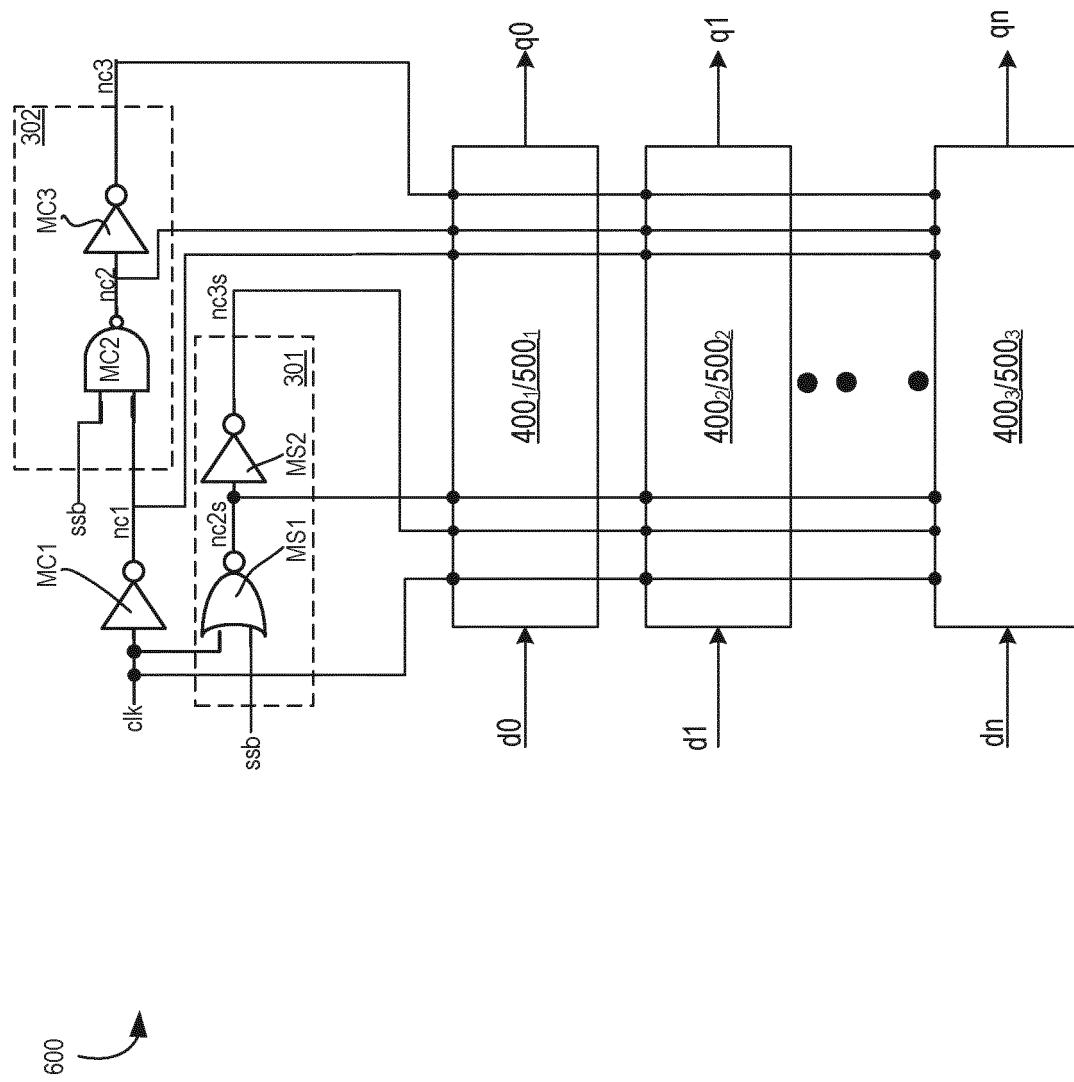 600
clk
MC1
nc1
ssb
MC2
nc2
MC3
302
nc3
ssb
MS1
nc2s
MS2
301
nc3s
d0
400₁/500₁
q0
d1
400₂/500₂
q1
dn
400₃/500₃
qn